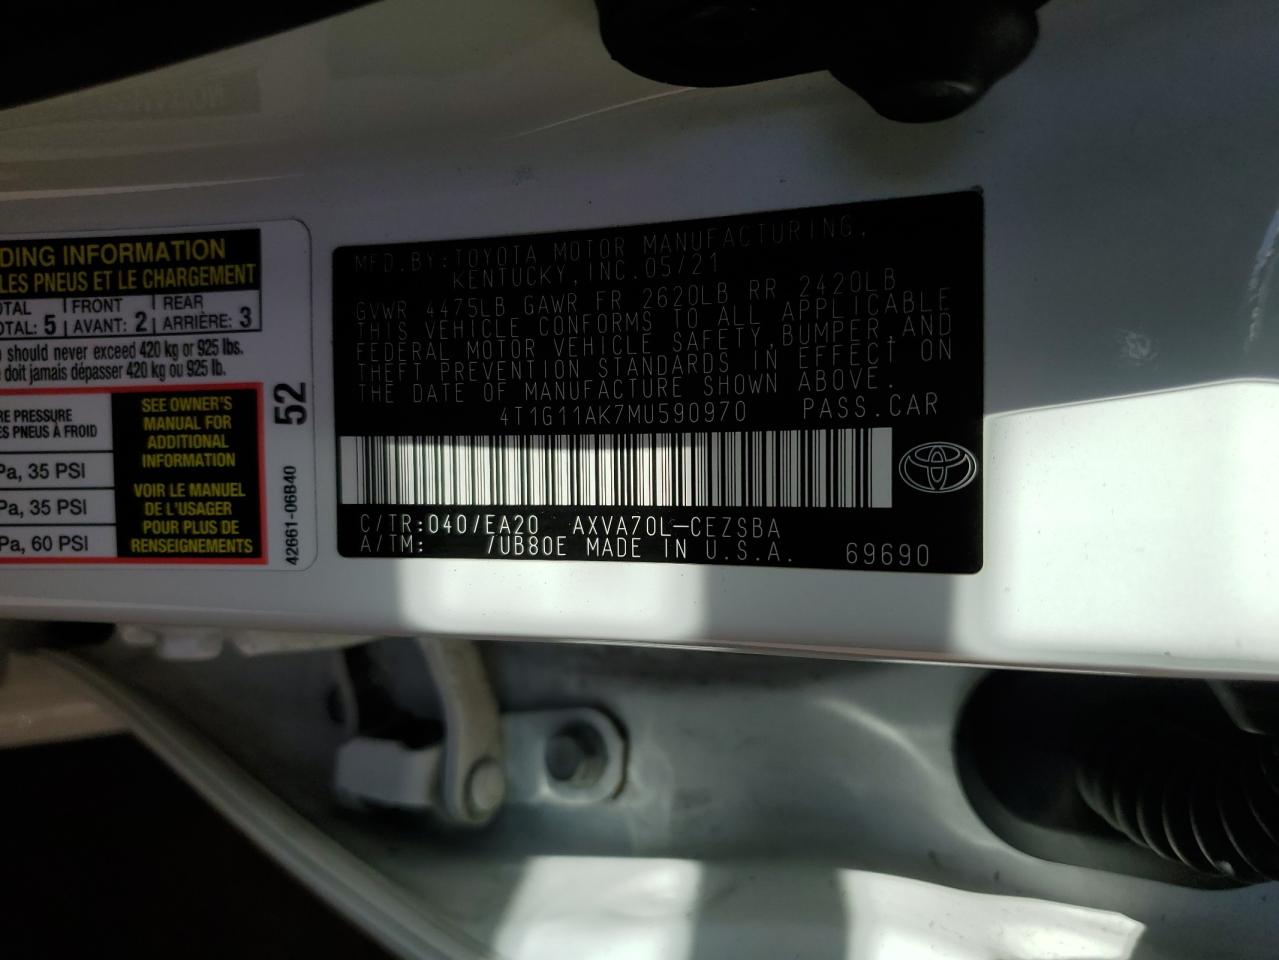 DING INFORMATION
LES PNEUS ET LE CHARGEMENT
OTAL FRONT REAR
OTAL: 5 AVANT: 2 ARRIÈRE: 3
should never exceed 420 kg or 925 lbs.
doit jamais dépasser 420 kg ou 925 lb.
RE PRESSURE
ES PNEUS À FROID
Pa, 35 PSI
Pa, 35 PSI
Pa, 60 PSI
SEE OWNER'S
MANUAL FOR
ADDITIONAL
INFORMATION
VOIR LE MANUEL
DE L'USAGER
POUR PLUS DE
RENSEIGNEMENTS
52
42661-06B40
MFD.BY:TOYOTA MOTOR MANUFACTURING,
KENTUCKY,INC.05/21
GVWR 4475LB GAWR FR 2620LB RR 2420LB
THIS VEHICLE CONFORMS TO ALL APPLICABLE
FEDERAL MOTOR VEHICLE SAFETY,BUMPER,AND
THEFT PREVENTION STANDARDS IN EFFECT ON
THE DATE OF MANUFACTURE SHOWN ABOVE.
4T1G11AK7MU590970 PASS.CAR
C/TR:040/EA20 AXVA70L-CEZSBA
A/TM: /UB80E MADE IN U.S.A. 69690